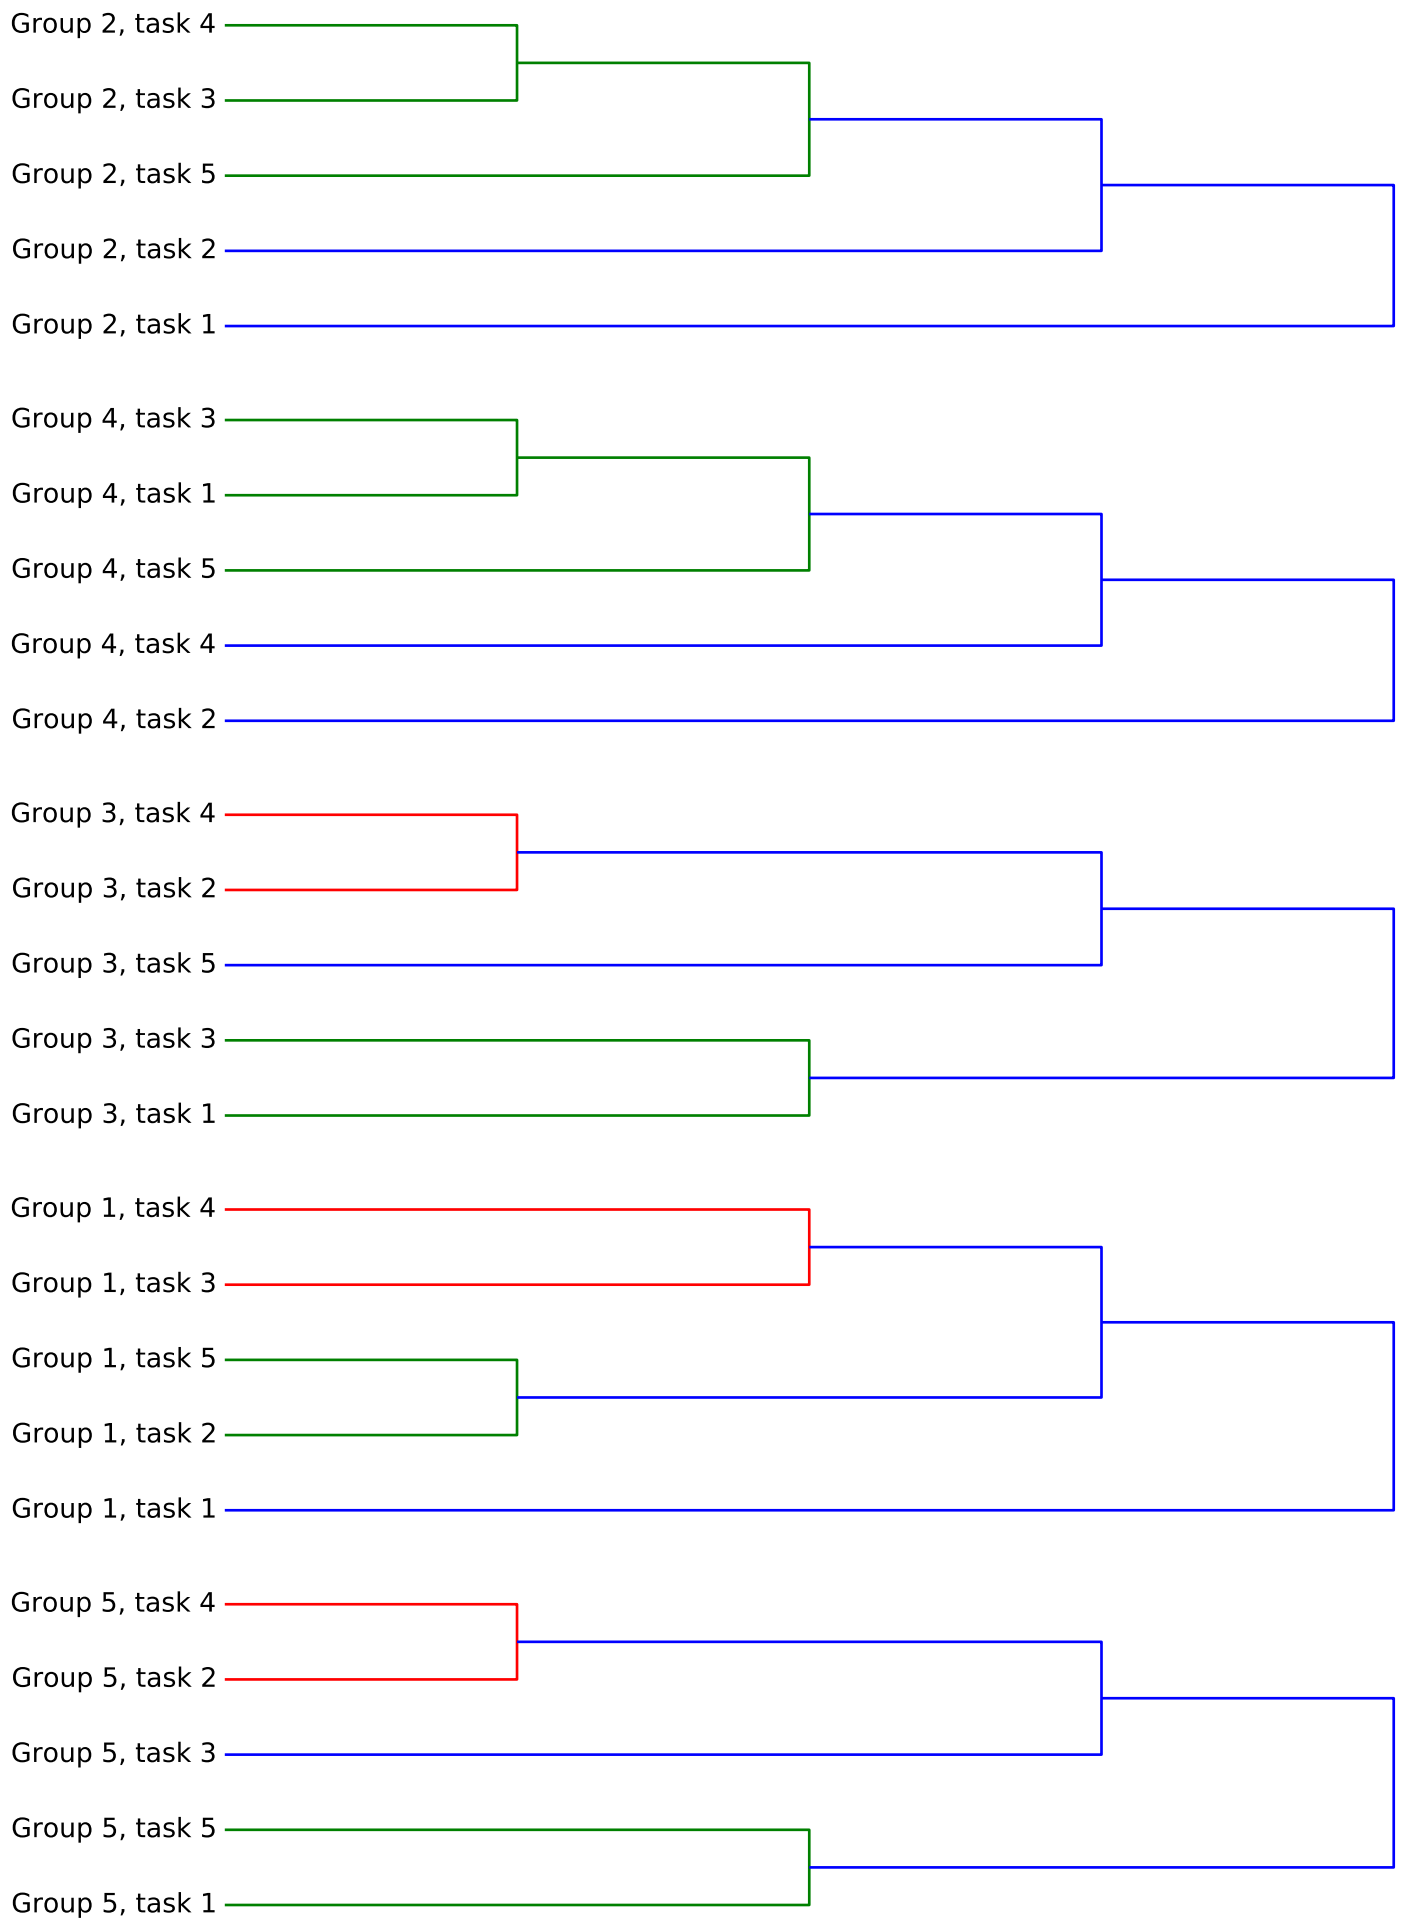 Group 2, task 4
Group 2, task 3
Group 2, task 5
Group 2, task 2
Group 2, task 1
Group 4, task 3
Group 4, task 1
Group 4, task 5
Group 4, task 4
Group 4, task 2
Group 3, task 4
Group 3, task 2
Group 3, task 5
Group 3, task 3
Group 3, task 1
Group 1, task 4
Group 1, task 3
Group 1, task 5
Group 1, task 2
Group 1, task 1
Group 5, task 4
Group 5, task 2
Group 5, task 3
Group 5, task 5
Group 5, task 1